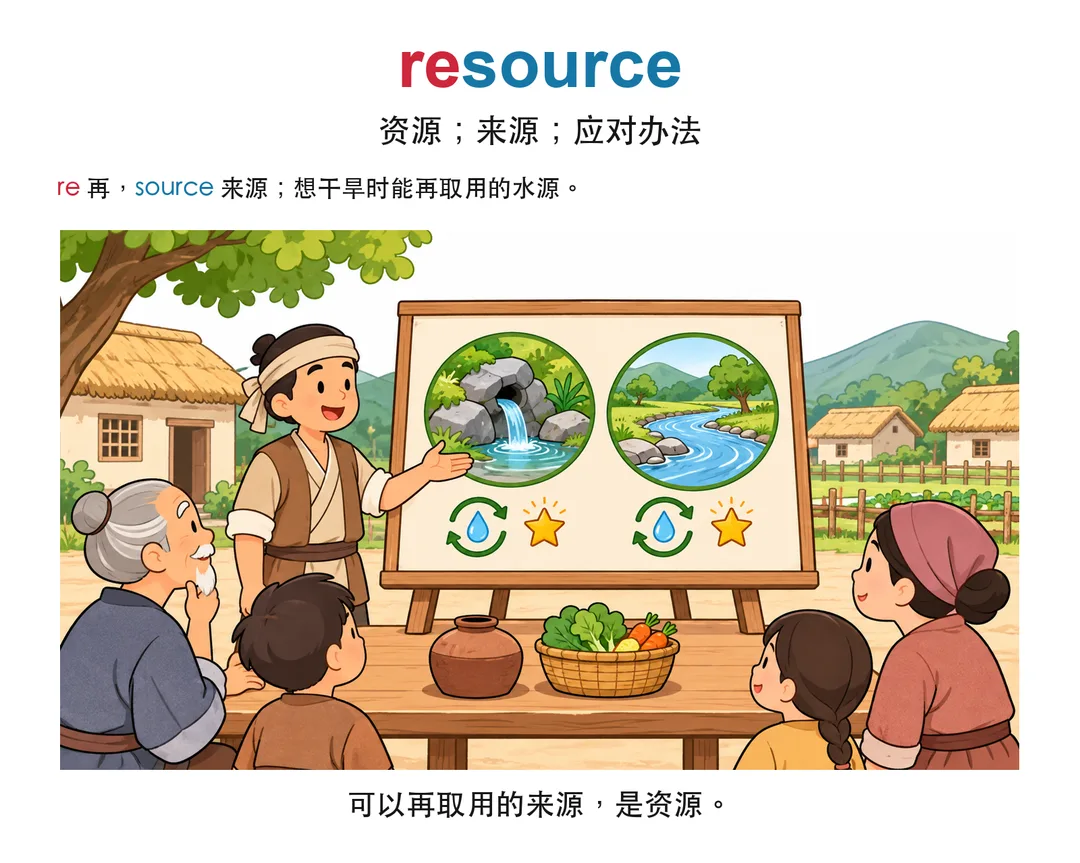 resource
资源；来源；应对办法
re 再，source 来源；想干旱时能再取用的水源。
可以再取用的来源，是资源。